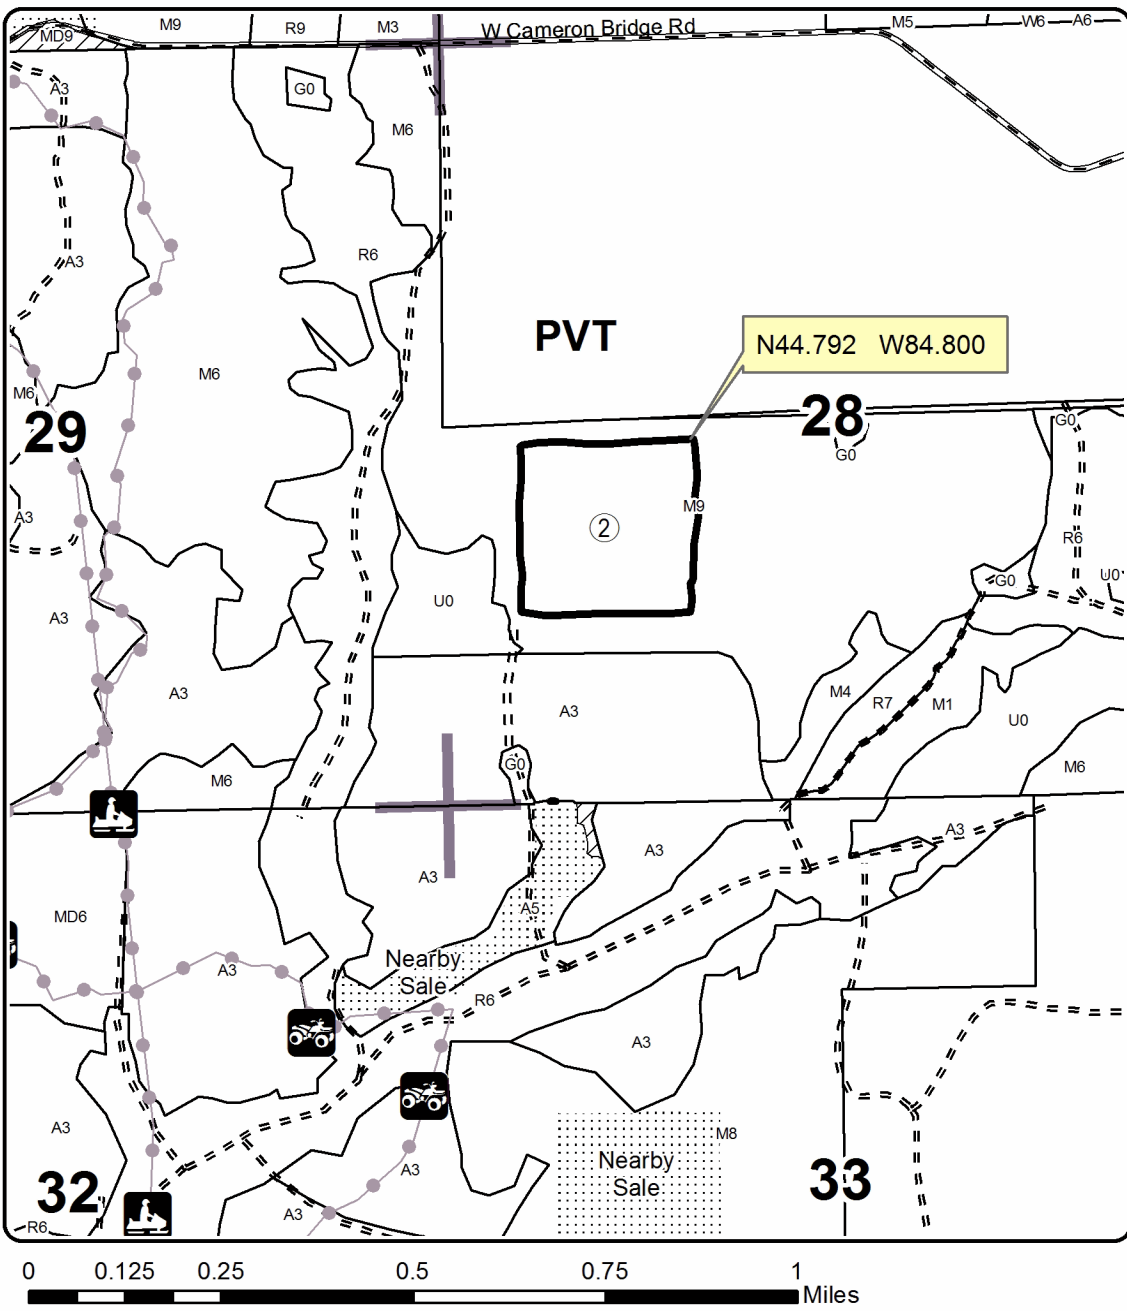 M9
R9
M3
W Cameron Bridge Rd
M5
W6
A6
MD9
A3
G0
M6
R6
A3
PVT
N44.792 W84.800
M6
M6
29
28
G0
G0
M9
A3
2
R6
U0
G0
U0
A3
A3
M4
R7
M1
U0
A3
M6
G0
M6
A3
A3
A3
MD6
A5
A3
Nearby
Sale
R6
A3
A3
M8
Nearby
Sale
A3
32
33
A3
R6
0
0.125
0.25
0.5
0.75
1
Miles